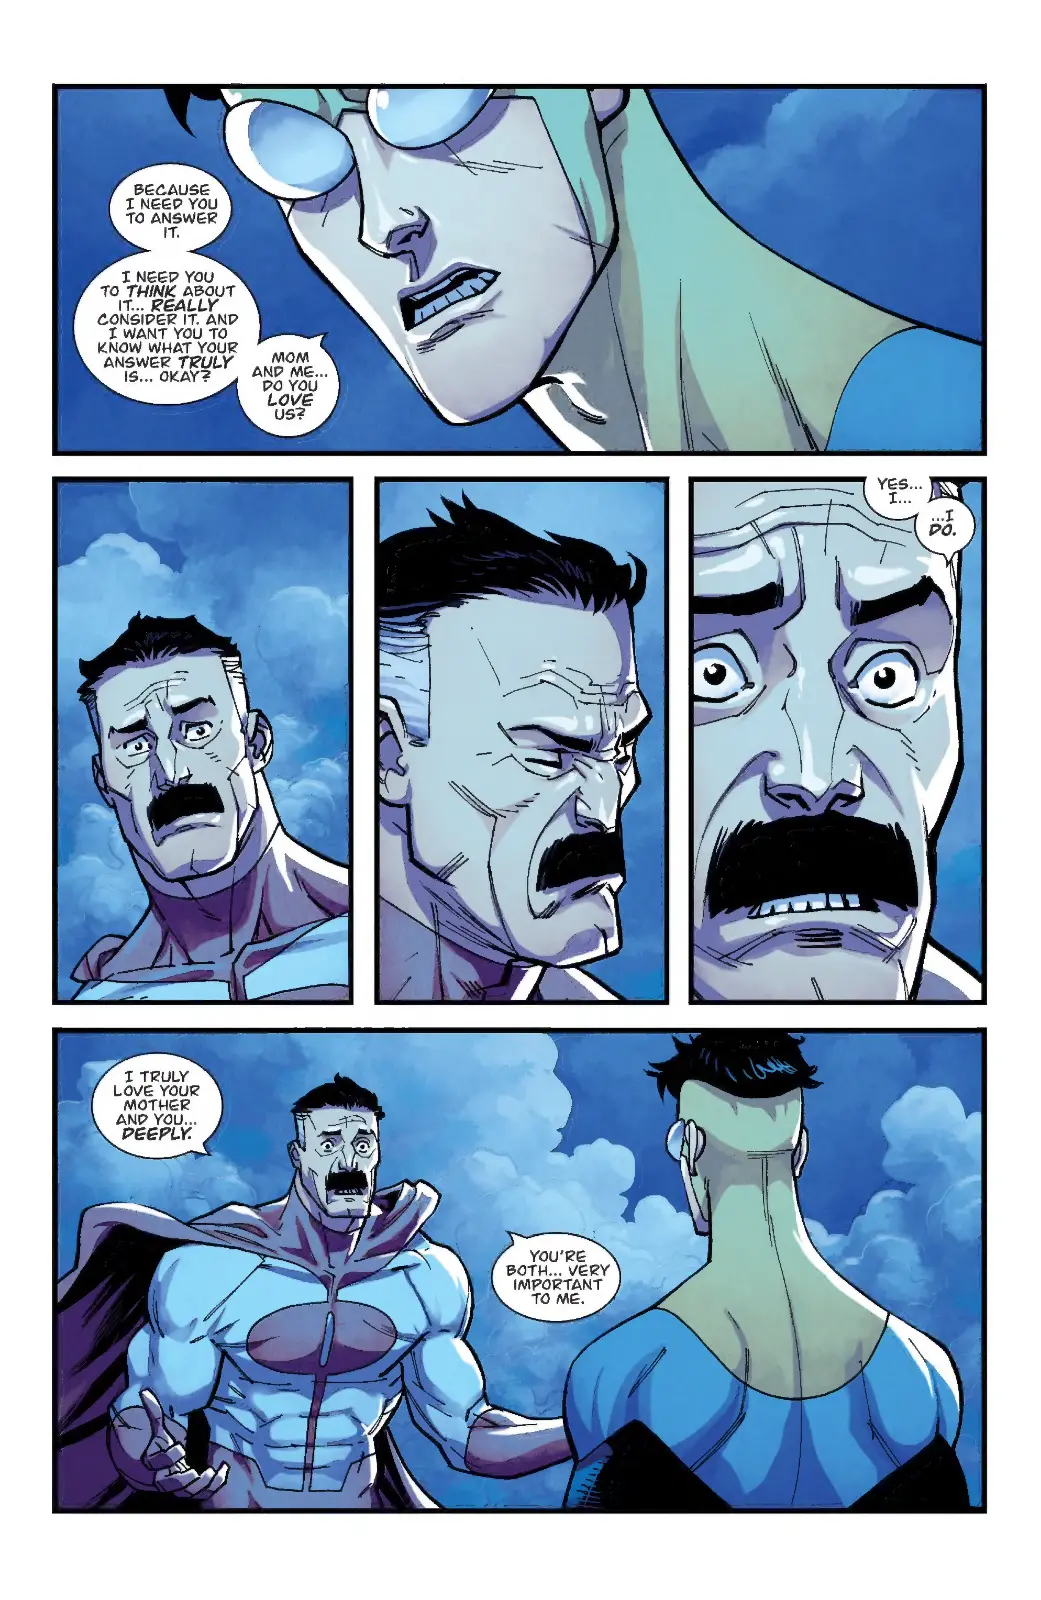 BECAUSE
I NEED YOU
TO ANSWER
IT.
I NEED YOU
TO THINK ABOUT
IT... REALLY
CONSIDER IT. AND
I WANT YOU TO
KNOW WHAT YOUR
ANSWER TRULY
IS... OKAY?
MOM
AND ME...
DO YOU
LOVE
US?
YES...
I...
...I
DO.
I TRULY
LOVE YOUR
MOTHER
AND YOU...
DEEPLY.
YOU'RE
BOTH... VERY
IMPORTANT
TO ME.